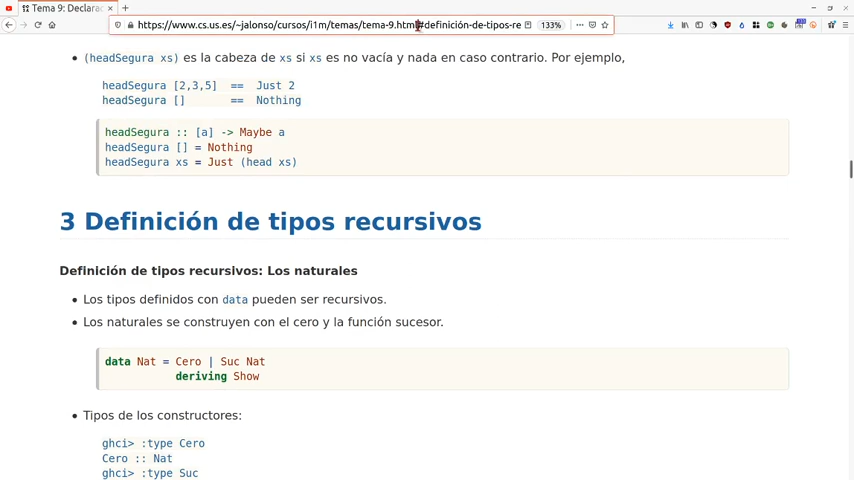 Tema 9: Declarac
https://www.cs.us.es/~jalonso/cursos/i1m/temas/tema-9.html#definición-de-tipos-re
133%
• (headSegura xs) es la cabeza de xs si xs es no vacía y nada en caso contrario. Por ejemplo,
headSegura [2,3,5] == Just 2
headSegura [] == Nothing
headSegura :: [a] -> Maybe a
headSegura [] = Nothing
headSegura xs = Just (head xs)
3 Definición de tipos recursivos
Definición de tipos recursivos: Los naturales
• Los tipos definidos con data pueden ser recursivos.
• Los naturales se construyen con el cero y la función sucesor.
data Nat = Cero | Suc Nat
deriving Show
• Tipos de los constructores:
ghci> :type Cero
Cero :: Nat
ghci> :type Suc